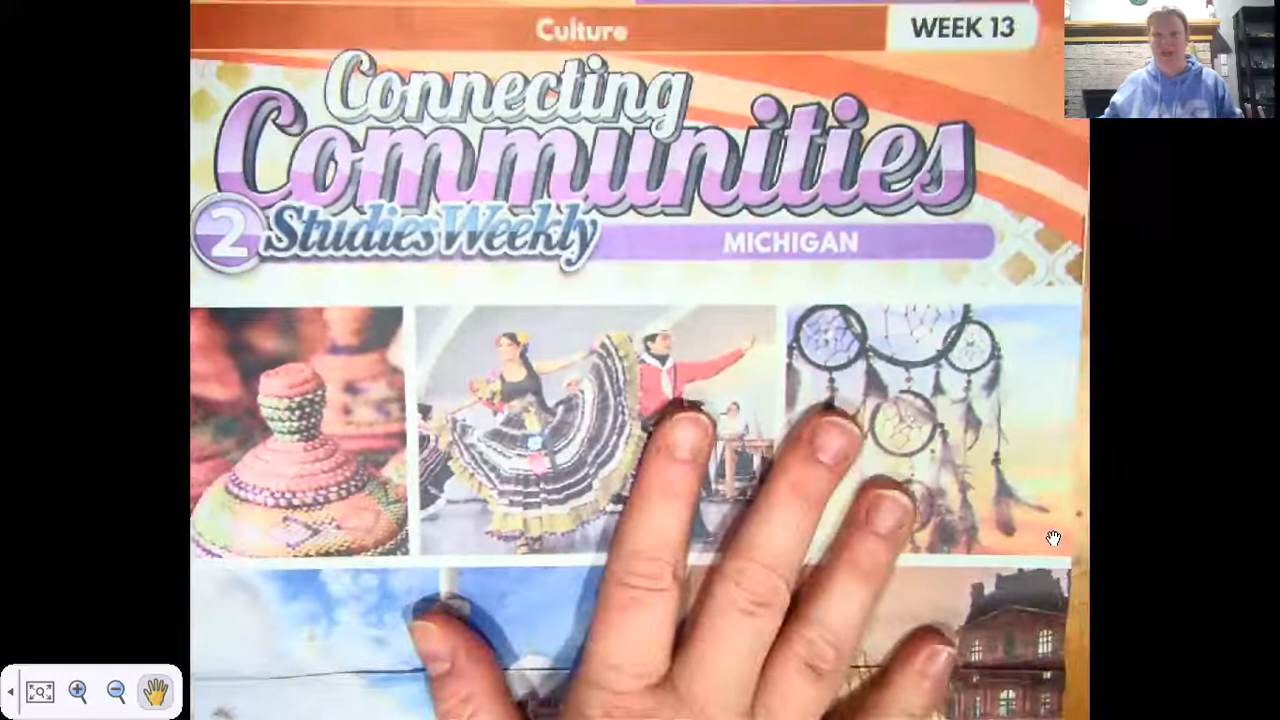 Culture
WEEK 13
Connecting
Communities
2 Studies Weekly
MICHIGAN